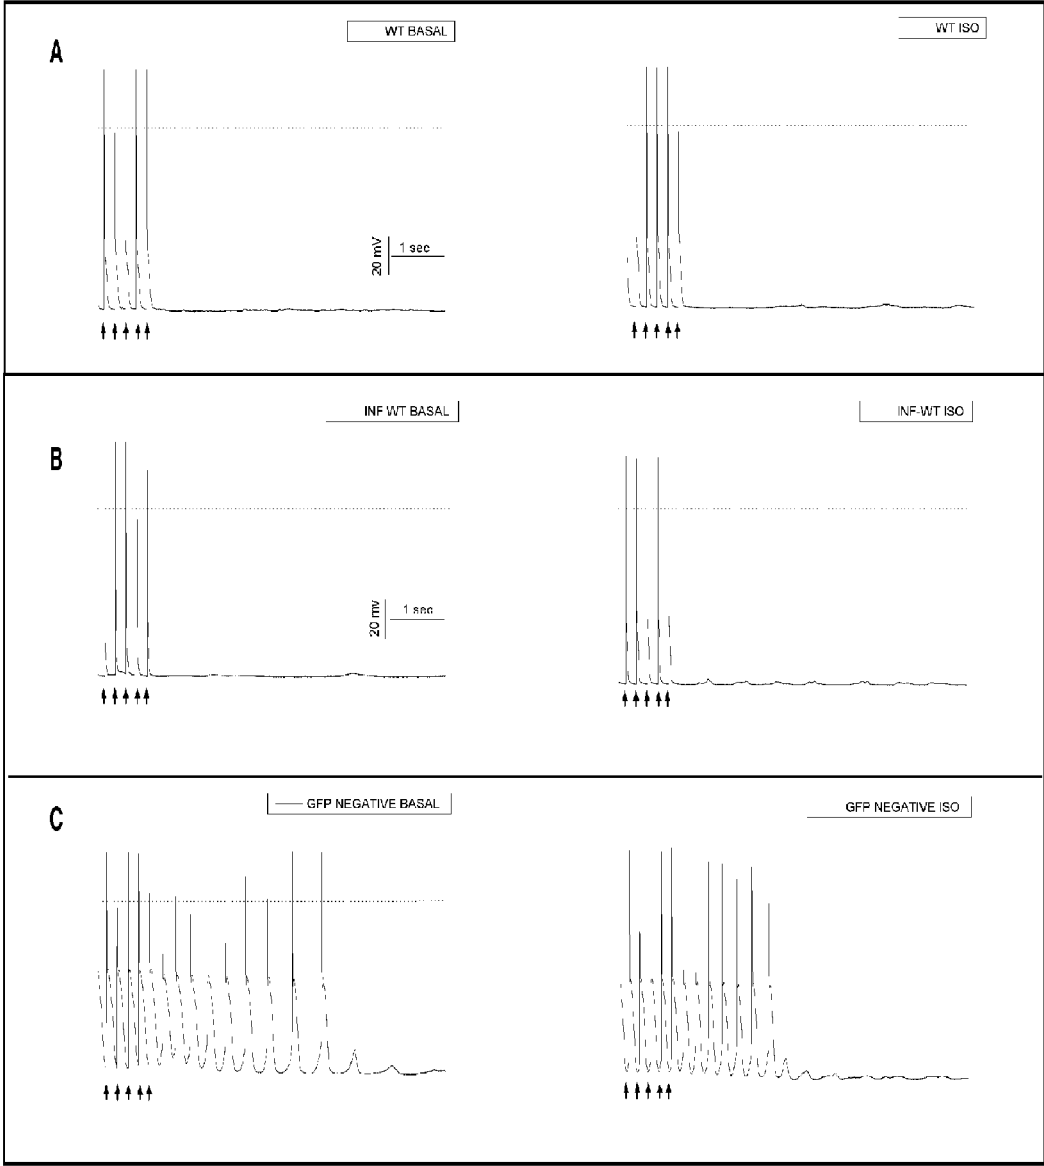 A
WT BASAL
WT ISO
20 mV
1 sec
B
INF WT BASAL
INF-WT ISO
20 mv
1 sec
C
GFP NEGATIVE BASAL
GFP NEGATIVE ISO